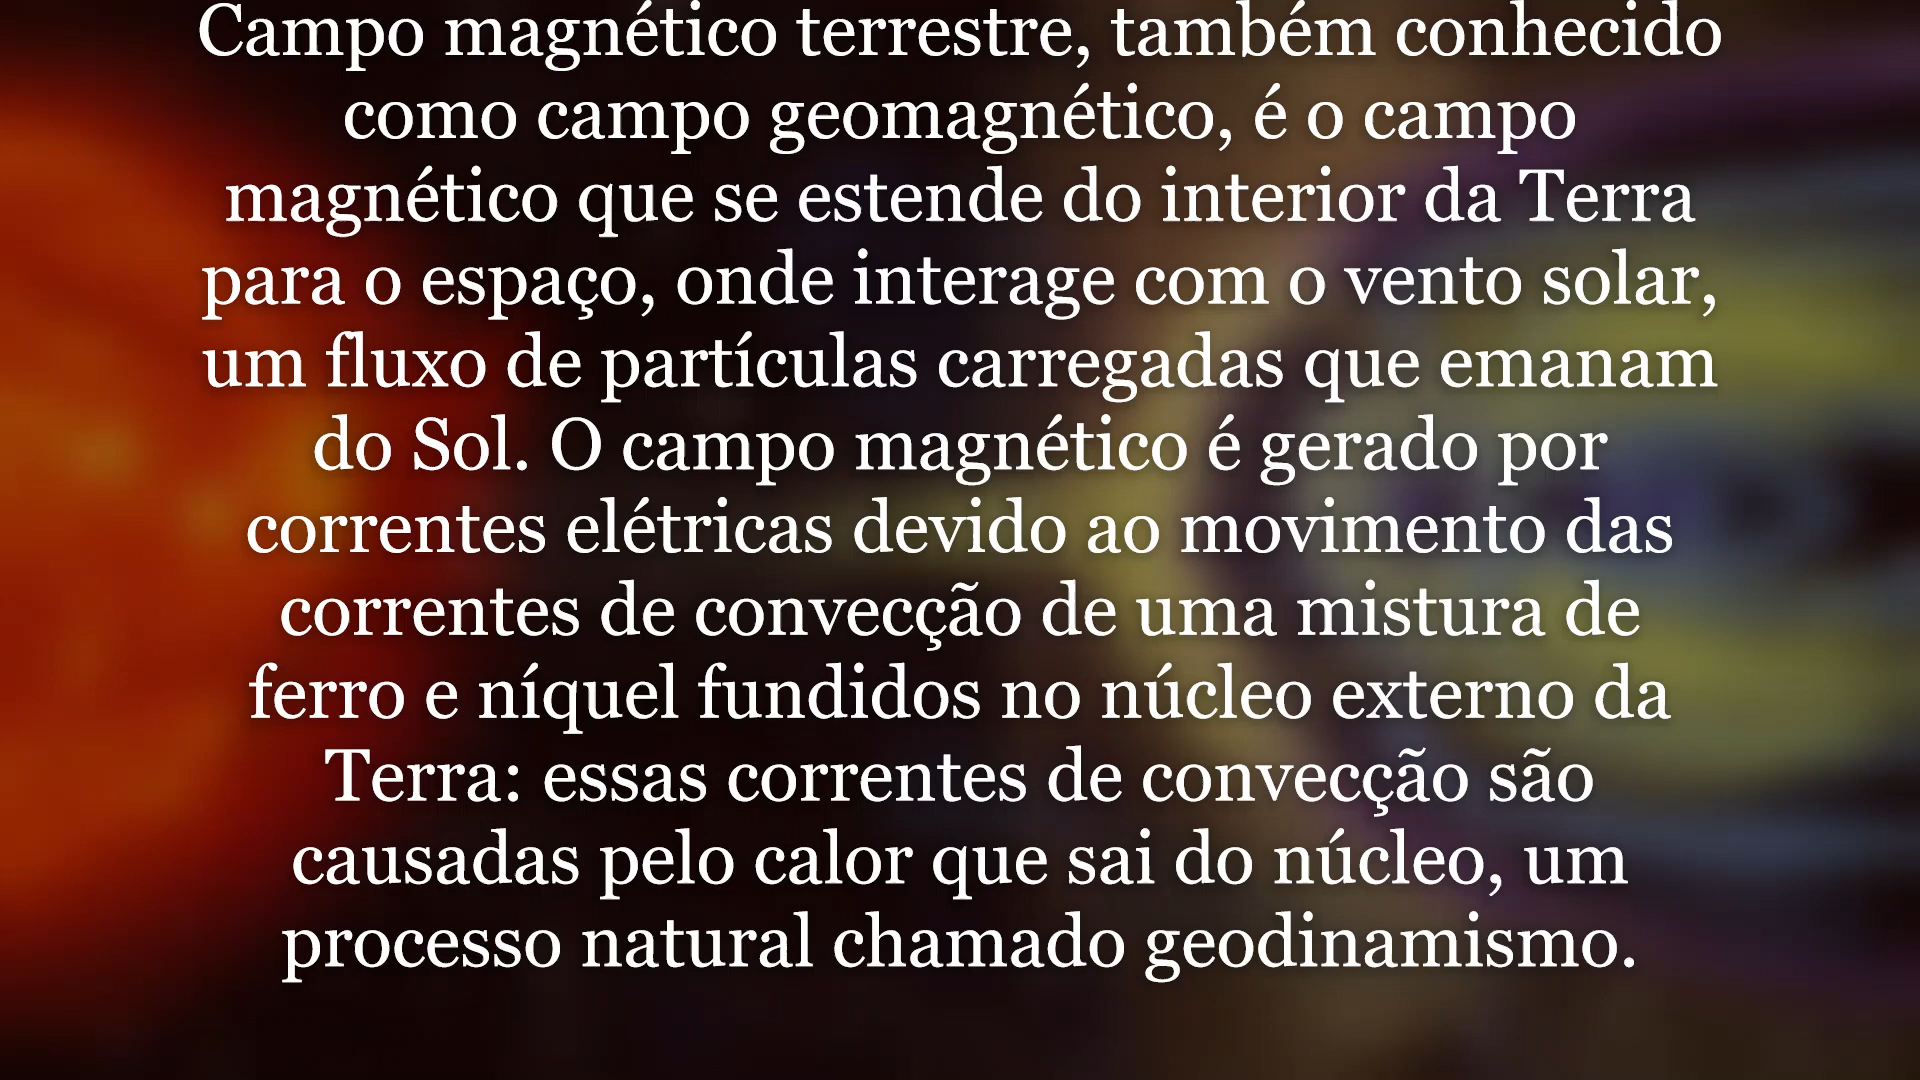 Campo magnético terrestre, também conhecido
como campo geomagnético, é o campo
magnético que se estende do interior da Terra
para o espaço, onde interage com o vento solar,
um fluxo de partículas carregadas que emanam
do Sol. O campo magnético é gerado por
correntes elétricas devido ao movimento das
correntes de convecção de uma mistura de
ferro e níquel fundidos no núcleo externo da
Terra: essas correntes de convecção são
causadas pelo calor que sai do núcleo, um
processo natural chamado geodinamismo.